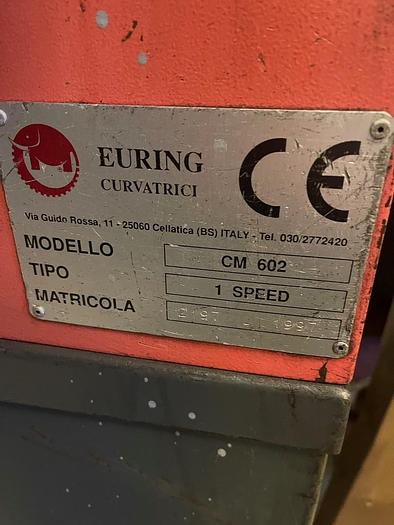 EURING
CURVATRICI
CE
Via Guido Rossa, 11 - 25060 Cellatica (BS) ITALY - Tel. 030/2772420
MODELLO CM 602
TIPO 1 SPEED
MATRICOLA 1997